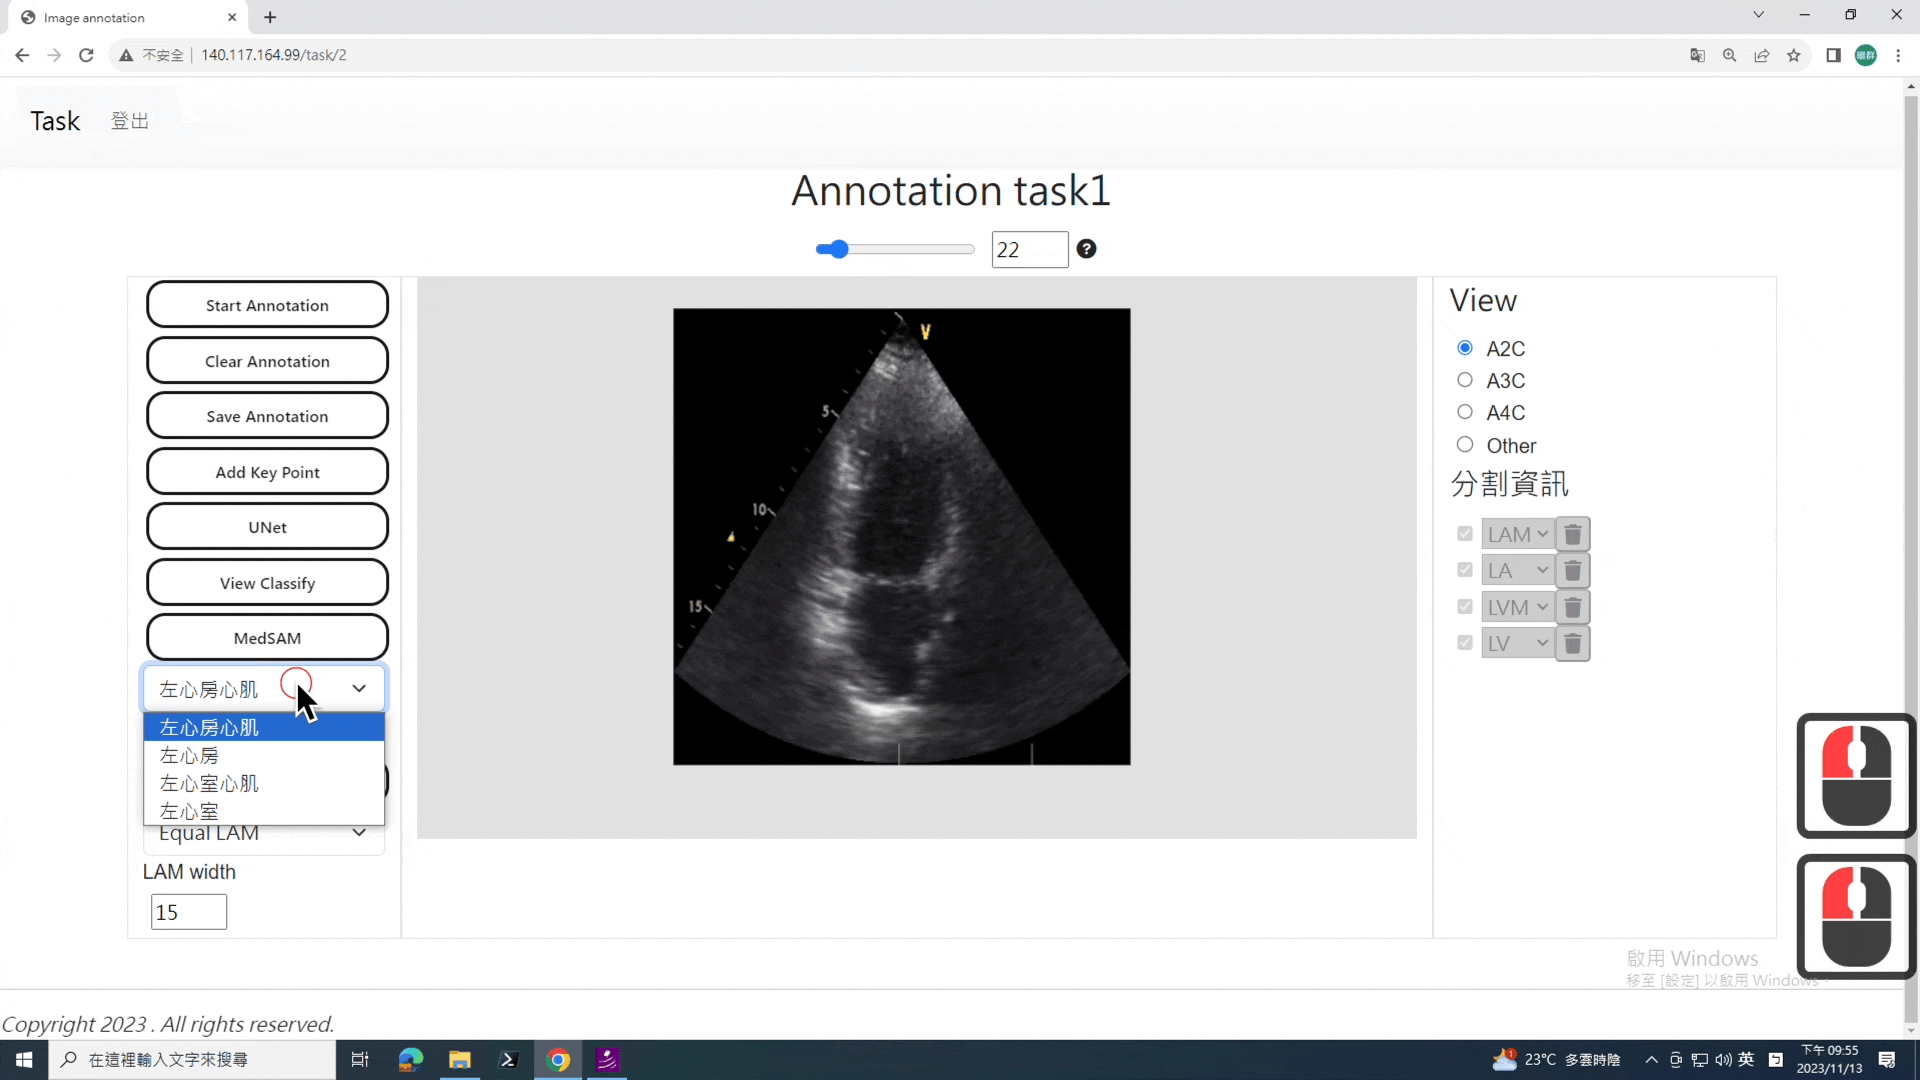 Image annotation
不安全
140.117.164.99/task/2
翻群
Task
登出
Annotation task1
22
Start Annotation
Clear Annotation
Save Annotation
Add Key Point
UNet
View Classify
MedSAM
左心房心肌
左心房心肌
左心房
左心室心肌
左心室
Equal LAM
LAM width
15
V
5
10
15
View
A2C
A3C
A4C
Other
分割資訊
LAM
LA
LVM
LV
啟用 Windows
移至 [設定] 以啟用 Windows。
Copyright 2023 . All rights reserved.
在這裡輸入文字來搜尋
1
23°C 多雲時陰
英
下午 09:55
2023/11/13